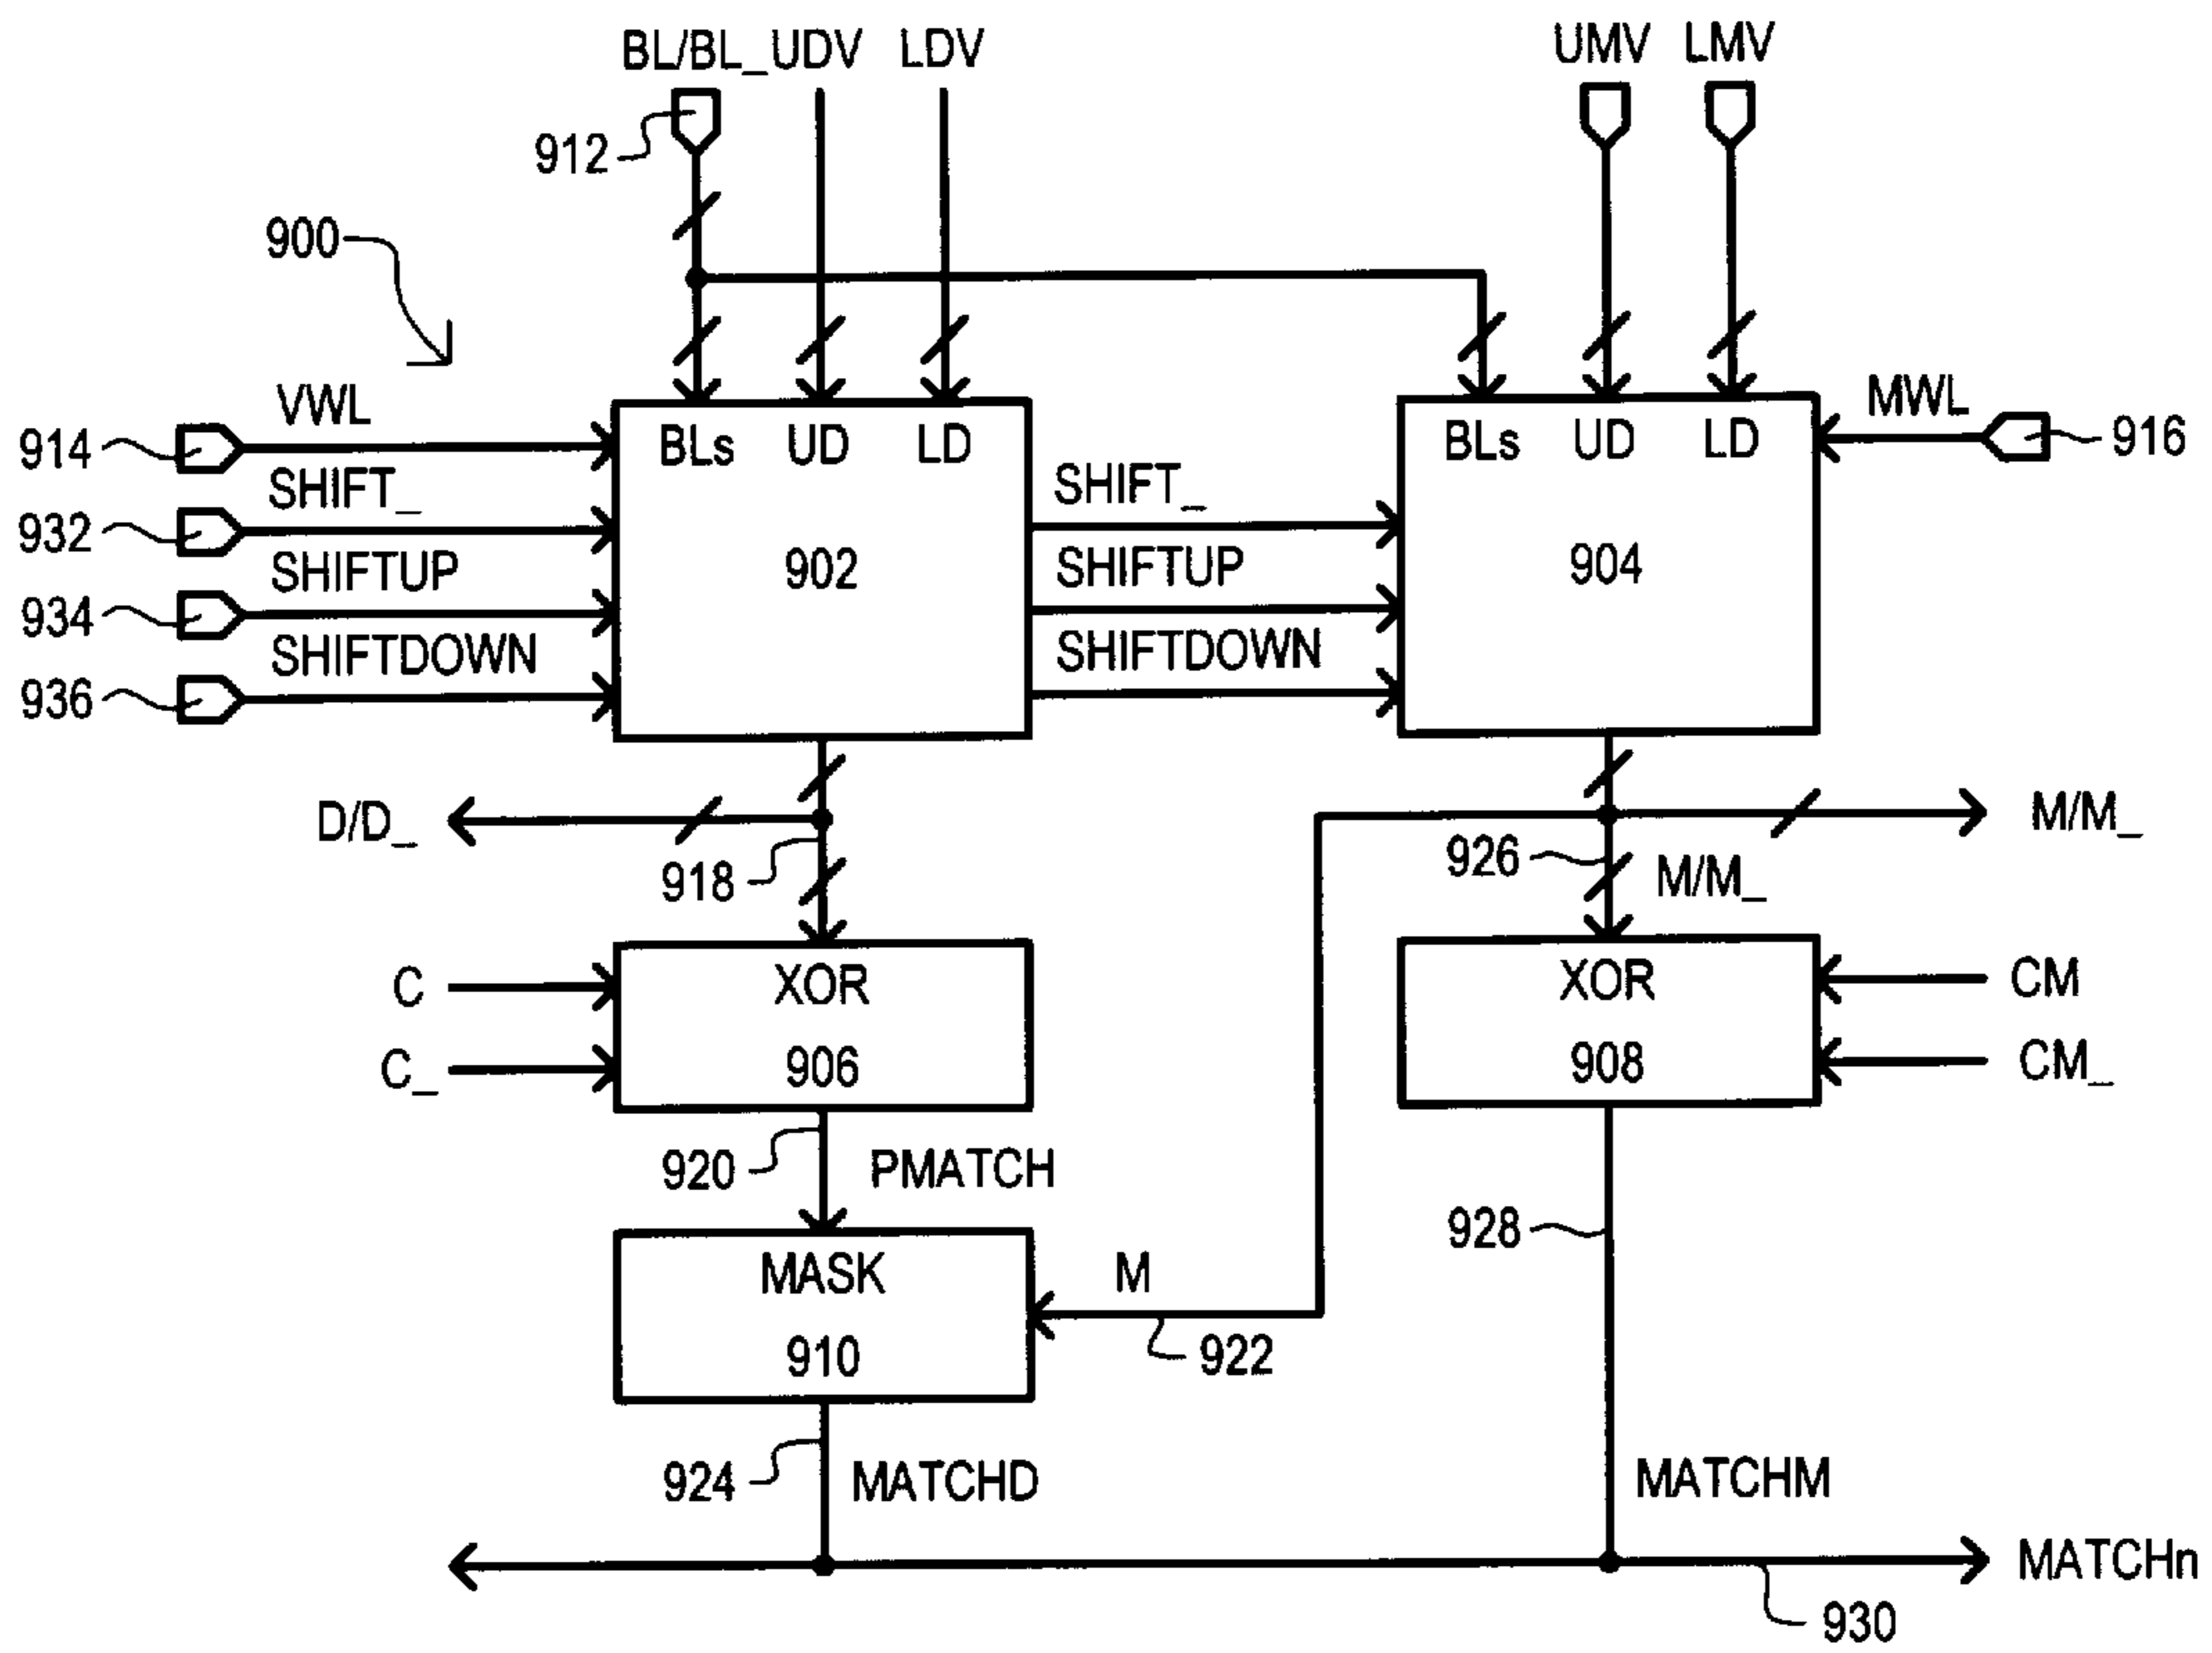 BL/BL_ UDV LDV UMV LMV
912
900
VWL MWL
914 BLs UD LD BLs UD LD 916
SHIFT_ SHIFT_
932
902 904
SHIFTUP SHIFTUP
934
SHIFTDOWN SHIFTDOWN
936
D/D_ M/M_
918 926 M/M_
C XOR XOR CM
C_ 906 908 CM_
920 PMATCH
928
MASK M
910 922
924 MATCHD MATCHM
MATCHn
930